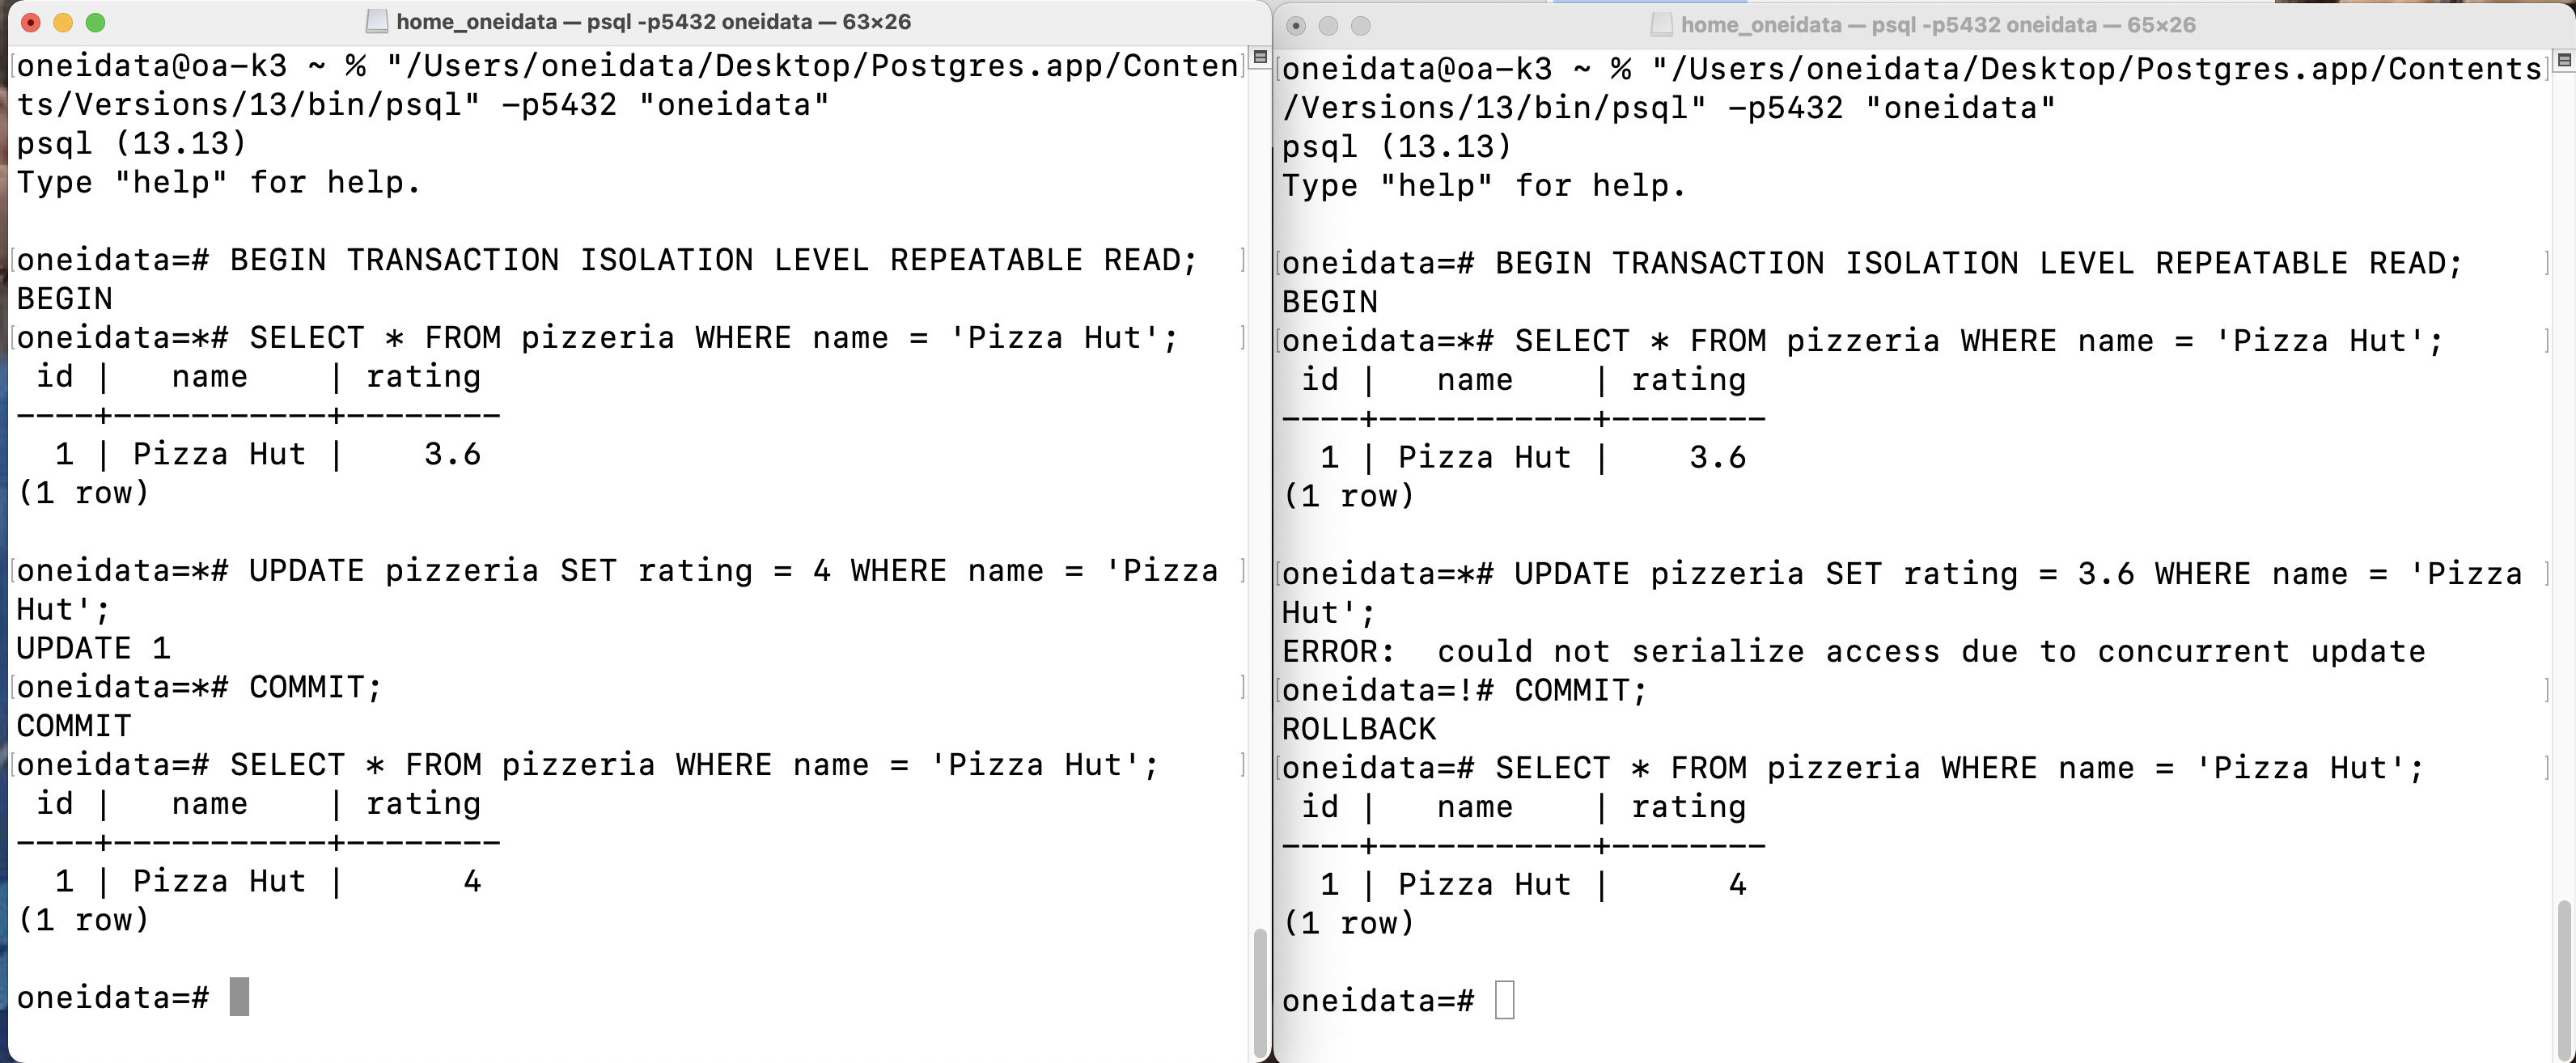 home_oneidata — psql -p5432 oneidata — 63×26
oneidata@oa-k3 ~ % "/Users/oneidata/Desktop/Postgres.app/Conten
ts/Versions/13/bin/psql" -p5432 "oneidata"
psql (13.13)
Type "help" for help.
oneidata=# BEGIN TRANSACTION ISOLATION LEVEL REPEATABLE READ;
BEGIN
oneidata=*# SELECT * FROM pizzeria WHERE name = 'Pizza Hut';
 id |   name    | rating
----+-----------+--------
  1 | Pizza Hut |    3.6
(1 row)
oneidata=*# UPDATE pizzeria SET rating = 4 WHERE name = 'Pizza
Hut';
UPDATE 1
oneidata=*# COMMIT;
COMMIT
oneidata=# SELECT * FROM pizzeria WHERE name = 'Pizza Hut';
 id |   name    | rating
----+-----------+--------
  1 | Pizza Hut |      4
(1 row)
oneidata=#
home_oneidata — psql -p5432 oneidata — 65×26
oneidata@oa-k3 ~ % "/Users/oneidata/Desktop/Postgres.app/Contents
/Versions/13/bin/psql" -p5432 "oneidata"
psql (13.13)
Type "help" for help.
oneidata=# BEGIN TRANSACTION ISOLATION LEVEL REPEATABLE READ;
BEGIN
oneidata=*# SELECT * FROM pizzeria WHERE name = 'Pizza Hut';
 id |   name    | rating
----+-----------+--------
  1 | Pizza Hut |    3.6
(1 row)
oneidata=*# UPDATE pizzeria SET rating = 3.6 WHERE name = 'Pizza
Hut';
ERROR:  could not serialize access due to concurrent update
oneidata=!# COMMIT;
ROLLBACK
oneidata=# SELECT * FROM pizzeria WHERE name = 'Pizza Hut';
 id |   name    | rating
----+-----------+--------
  1 | Pizza Hut |      4
(1 row)
oneidata=#